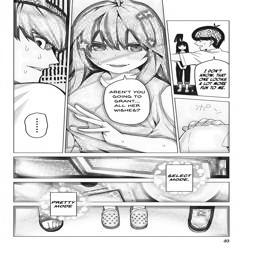 I DON'T
KNOW, THAT
ONE LOOKS
A LOT MORE
FUN TO ME.
AREN'T YOU
GOING TO
GRANT...
ALL HER
WISHES?
...
SELECT
MODE.
PRETTY
MODE